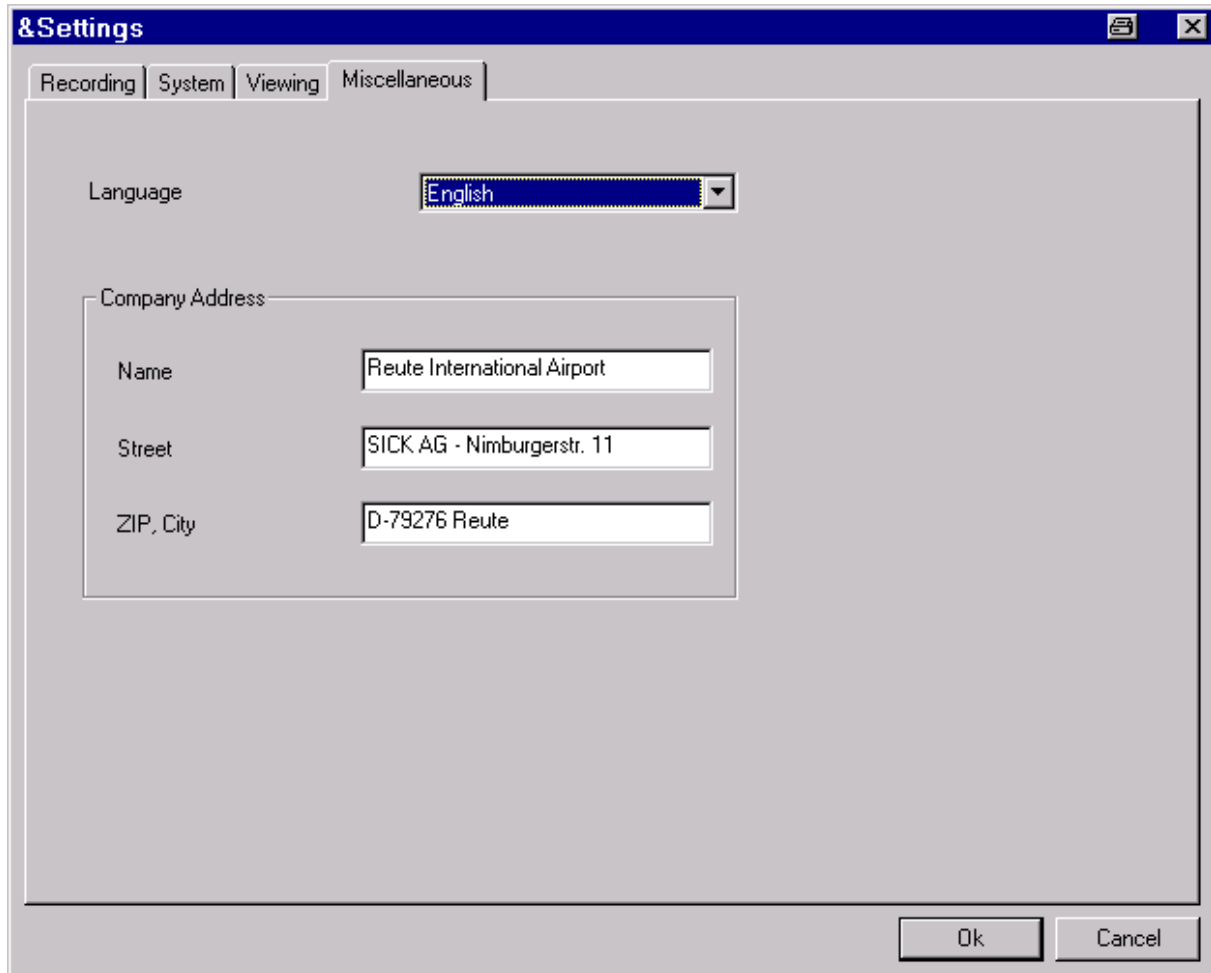 &Settings
Recording System Viewing Miscellaneous
Language English
Company Address
Name Reute International Airport
Street SICK AG - Nimburgerstr. 11
ZIP, City D-79276 Reute
Ok Cancel